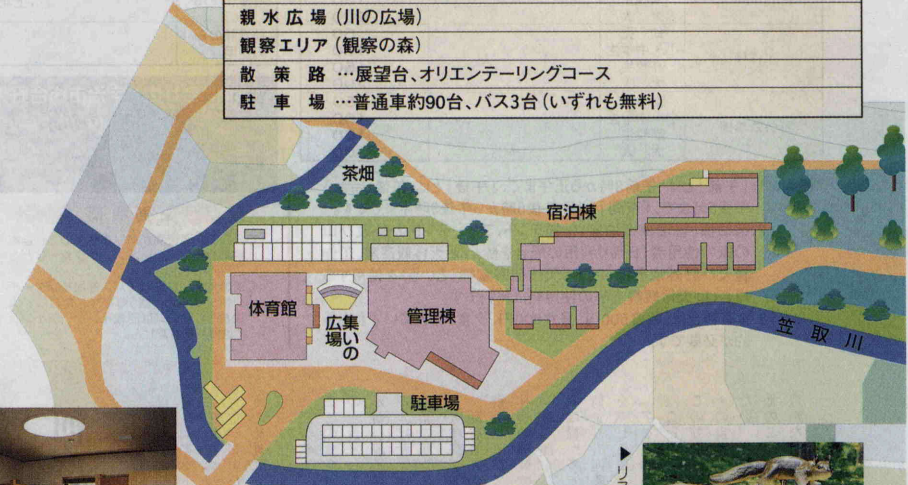 親水広場(川の広場)
観察エリア(観察の森)
散策路…展望台、オリエンテーリングコース
駐車場…普通車約90台、バス3台(いずれも無料)
茶畑
宿泊棟
体育館
集いの
広場
管理棟
笠取川
駐車場
▶リ